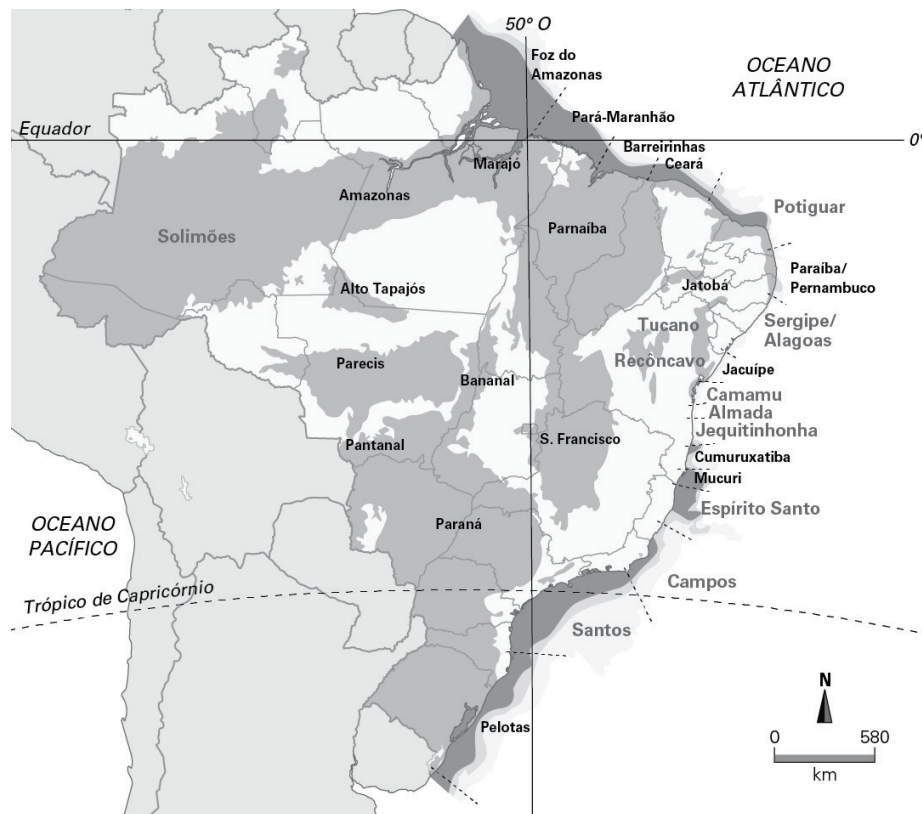 50º O
Foz do
Amazonas
OCEANO
ATLÂNTICO
Pará-Maranhão
Equador
0º
Barreirinhas
Ceará
Marajó
Amazonas
Potiguar
Solimões
Parnaíba
Paraíba/
Pernambuco
Alto Tapajós
Jatobá
Tucano
Sergipe/
Alagoas
Recôncavo
Parecis
Jacuípe
Bananal
Camamu
Almada
Jequitinhonha
Pantanal
S. Francisco
Cumuruxatiba
Mucuri
Espírito Santo
OCEANO
PACÍFICO
Paraná
Campos
Trópico de Capricórnio
Santos
N
Pelotas
0 580
km